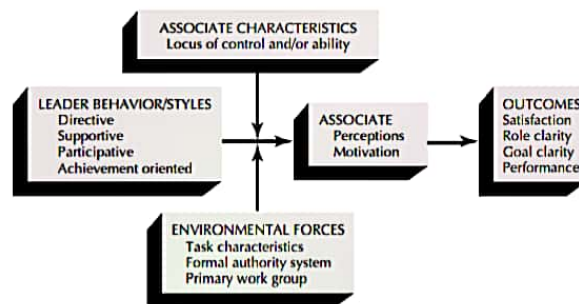 ASSOCIATE CHARACTERISTICS
Locus of control and/or ability
LEADER BEHAVIOR/STYLES
Directive
Supportive
Participative
Achievement oriented
ASSOCIATE
Perceptions
Motivation
OUTCOMES
Satisfaction
Role clarity
Goal clarity
Performance
ENVIRONMENTAL FORCES
Task characteristics
Formal authority system
Primary work group